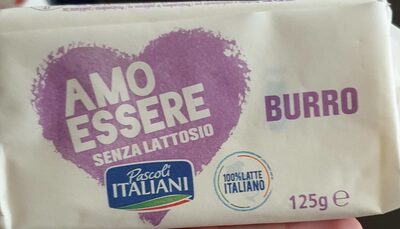 AMO
ESSERE
SENZA LATTOSIO
BURRO
Pascoli
ITALIANI
100%LATTE
ITALIANO
125g e